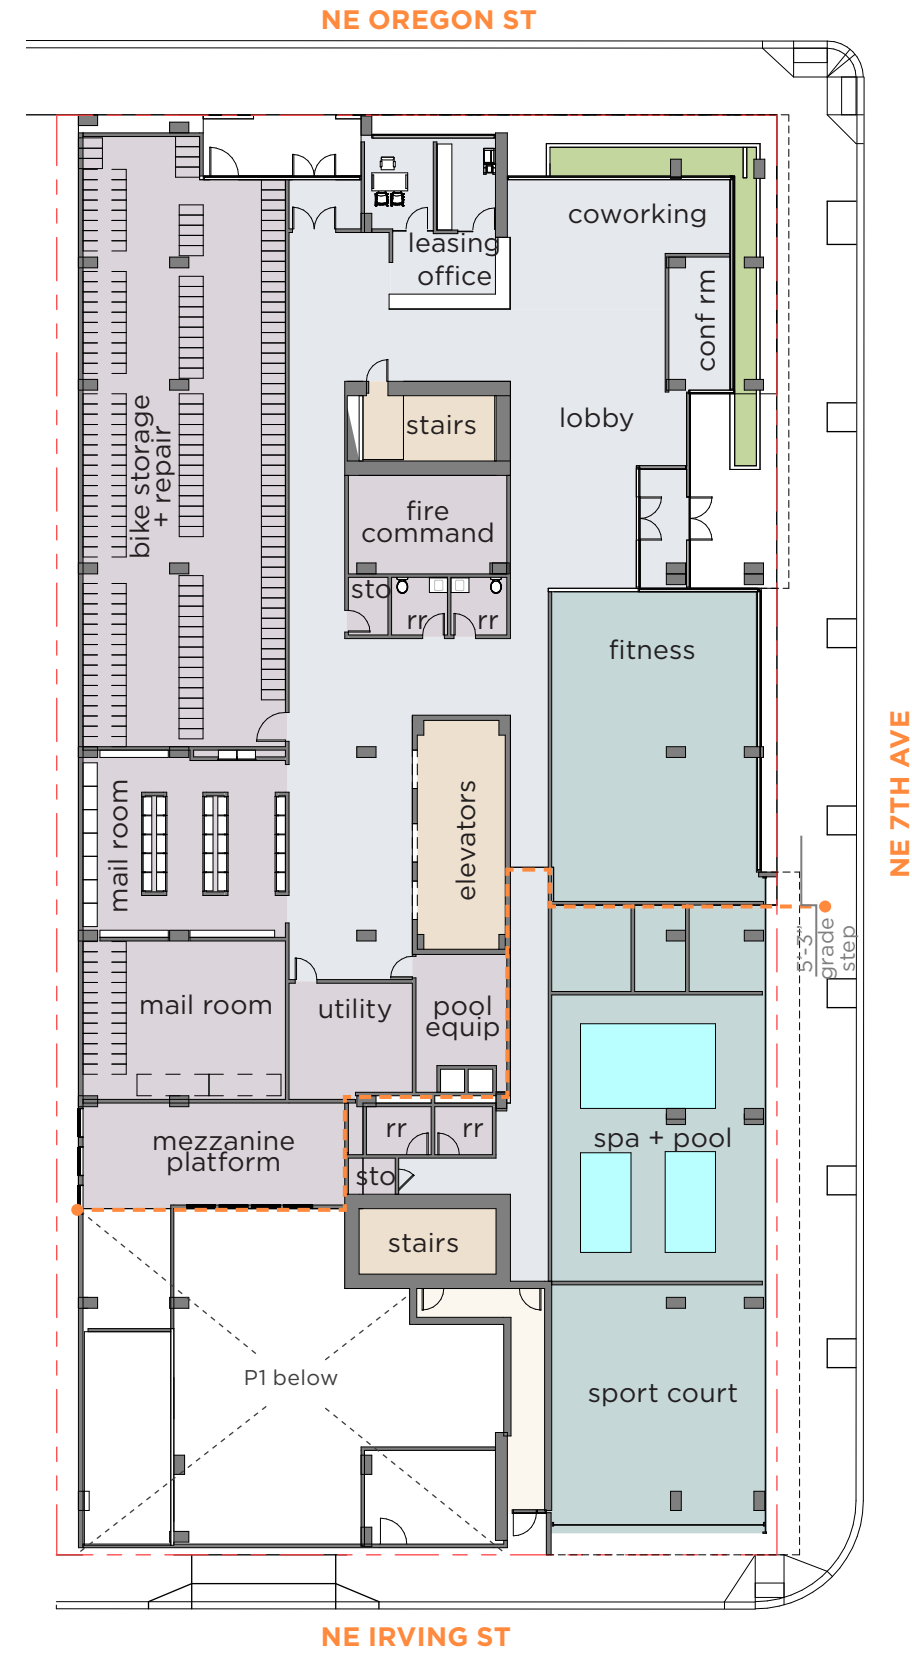 NE OREGON ST
coworking
leasing
office
conf rm
lobby
stairs
bike storage
+ repair
fire
command
sto
rr
rr
fitness
NE 7TH AVE
mail room
elevators
5'-3"
grade
step
mail room
utility
pool
equip
mezzanine
platform
rr
rr
spa + pool
sto
stairs
P1 below
sport court
NE IRVING ST